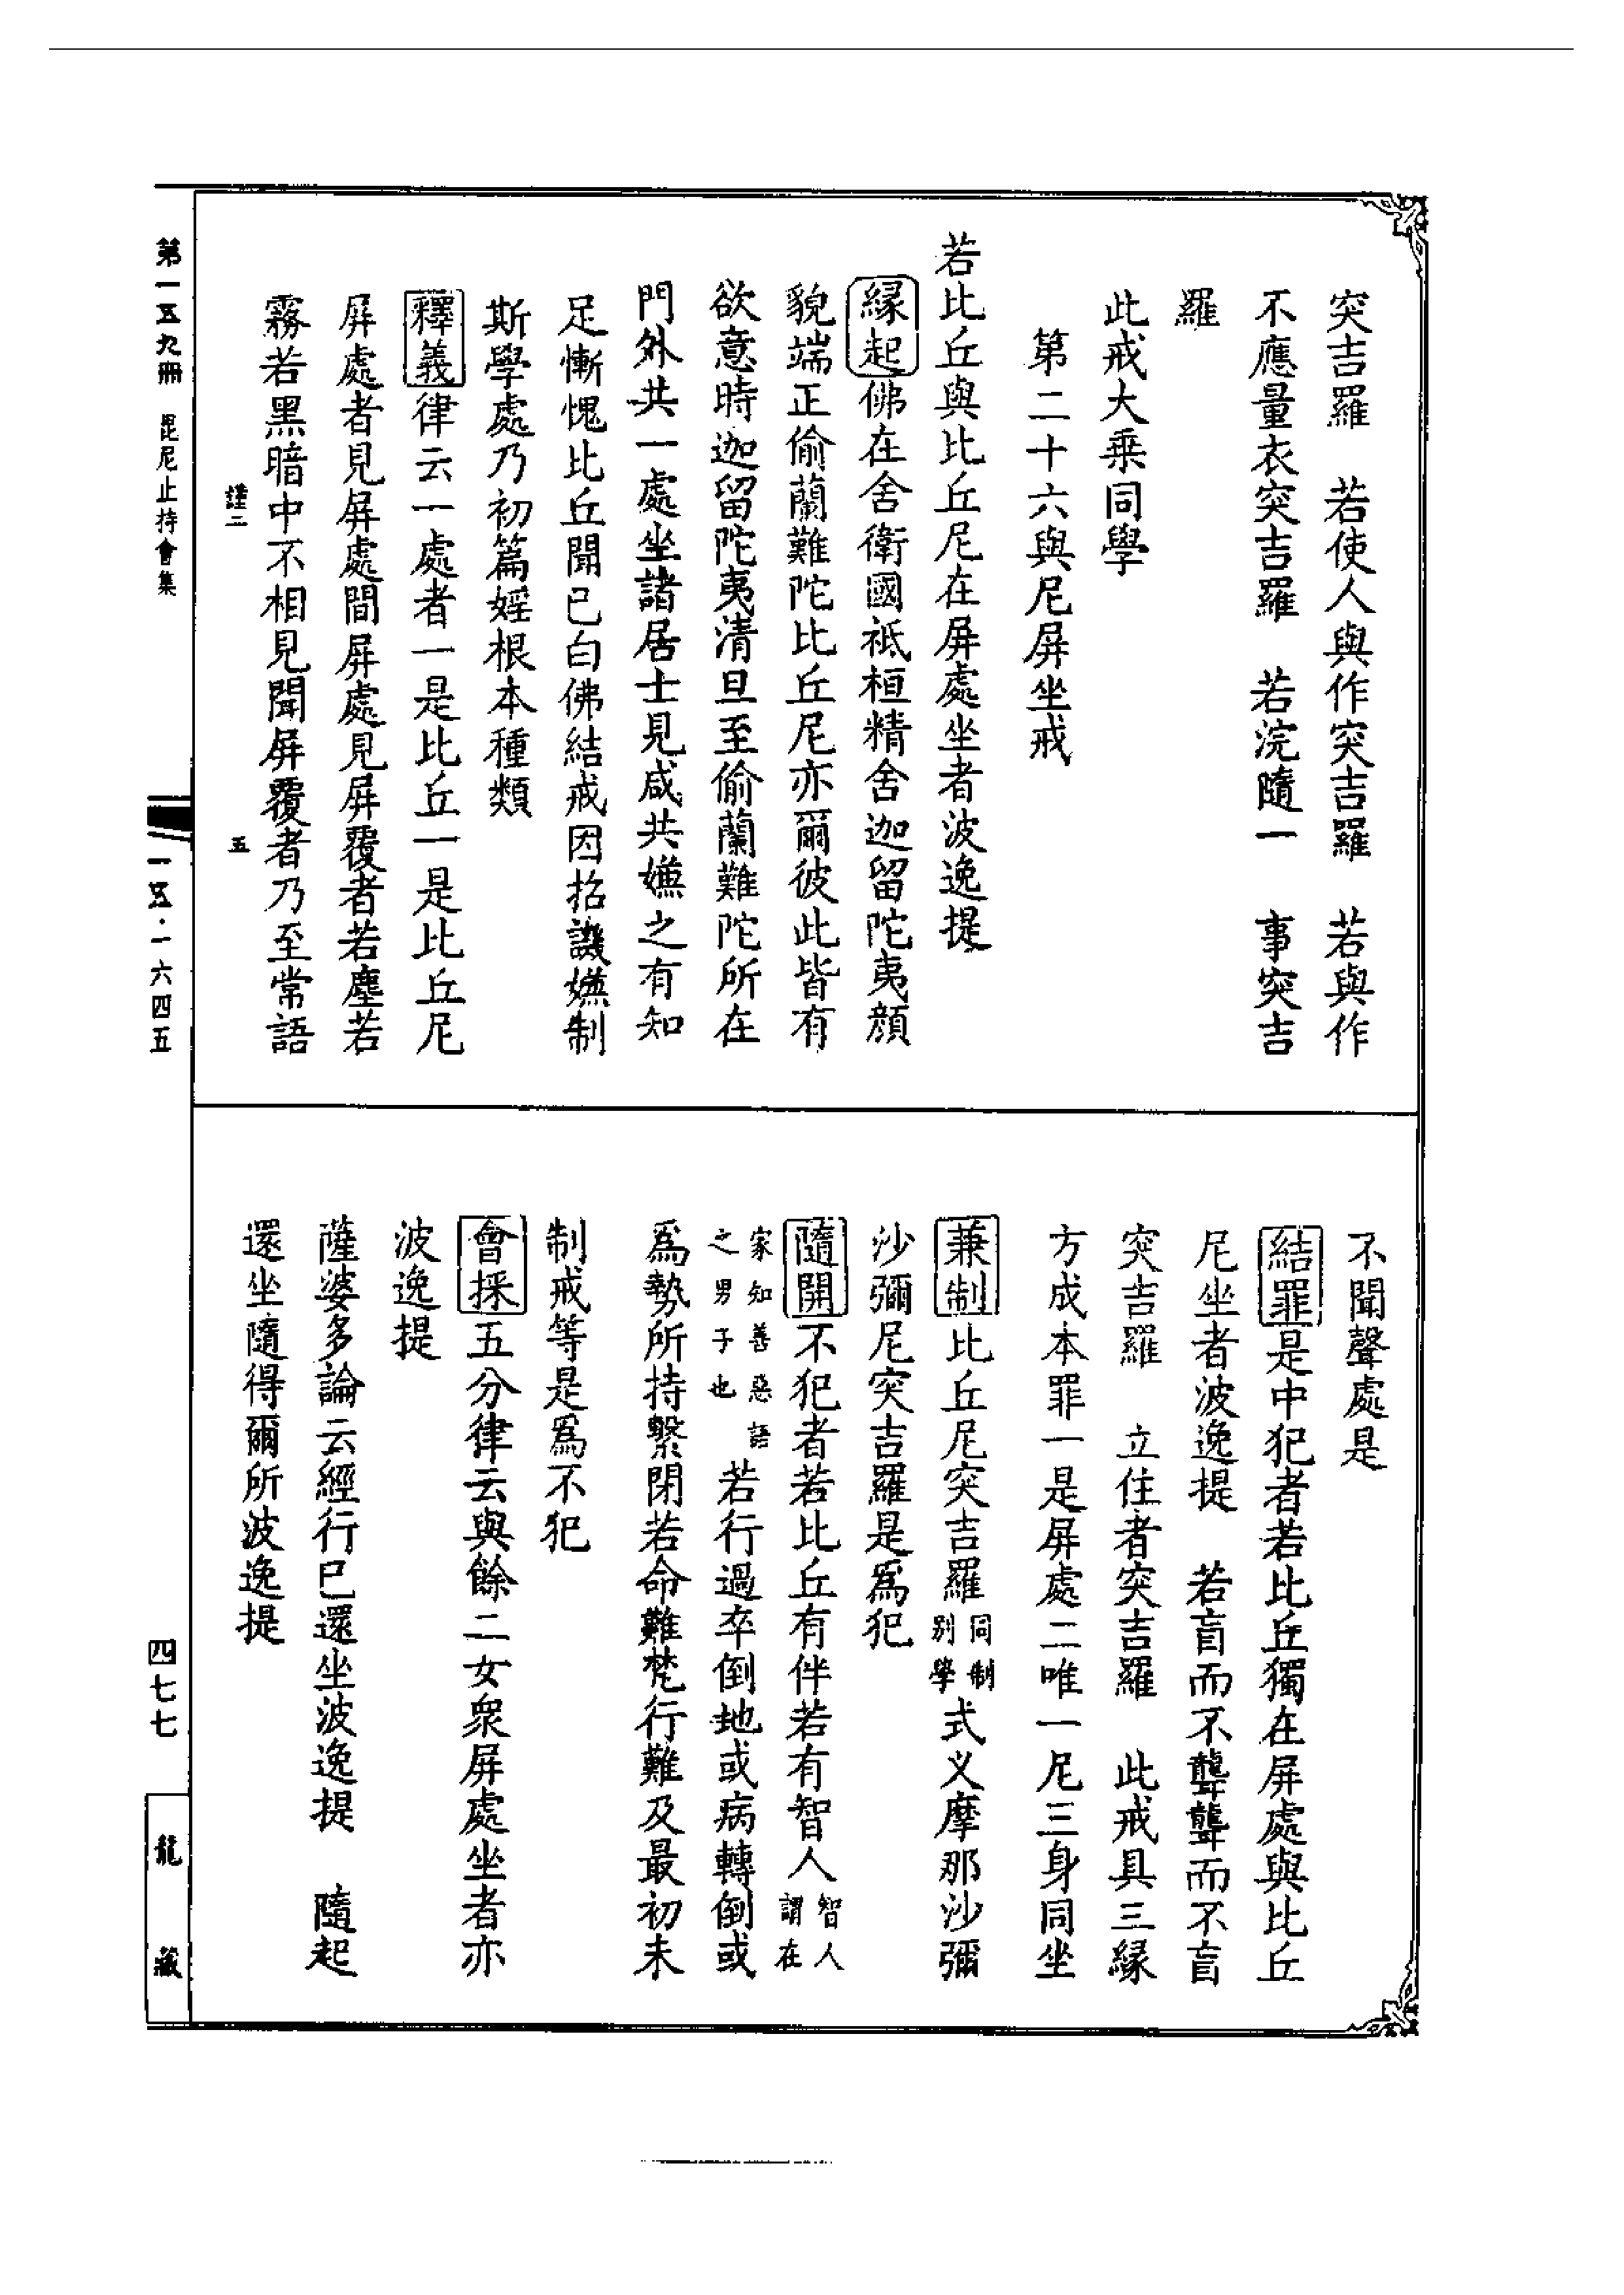 突吉羅　若使人與作突吉羅　若與作
不應量衣突吉羅　若浣隨一　事突吉
羅
此戒大乘同學
第二十六與尼屏坐戒
若比丘與比丘尼在屏處坐者波逸提
緣起佛在舍衛國祇桓精舍迦留陀夷顏
貌端正偷蘭難陀比丘尼亦爾彼此皆有
欲意時迦留陀夷清旦至偷蘭難陀所在
門外共一處坐諸居士見咸共嫌之有知
足慚愧比丘聞已白佛結戒因招譏嫌制
斯學處乃初篇婬根本種類
釋義律云一處者一是比丘一是比丘尼
屏處者見屏處聞屏處見屏覆者若塵若
霧若黑暗中不相見聞屏覆者乃至常語
謹二　五
不聞聲處是
結罪是中犯者若比丘獨在屏處與比丘
尼坐者波逸提　若盲而不聾聾而不盲
突吉羅　立住者突吉羅　此戒具三緣
方成本罪一是屏處二唯一尼三身同坐
兼制比丘尼突吉羅同制別學式叉摩那沙彌
沙彌尼突吉羅是為犯
隨開不犯者若比丘有伴若有智人智人謂在
家知善惡語之男子也若行過卒倒地或病轉倒或
為勢所持繫閉若命難梵行難及最初未
制戒等是為不犯
會採五分律云與餘二女眾屏處坐者亦
波逸提
薩婆多論云經行已還坐波逸提　隨起
還坐隨得爾所波逸提
第一五九冊　毘尼止持會集
一五·一六四五
四七七
龍藏